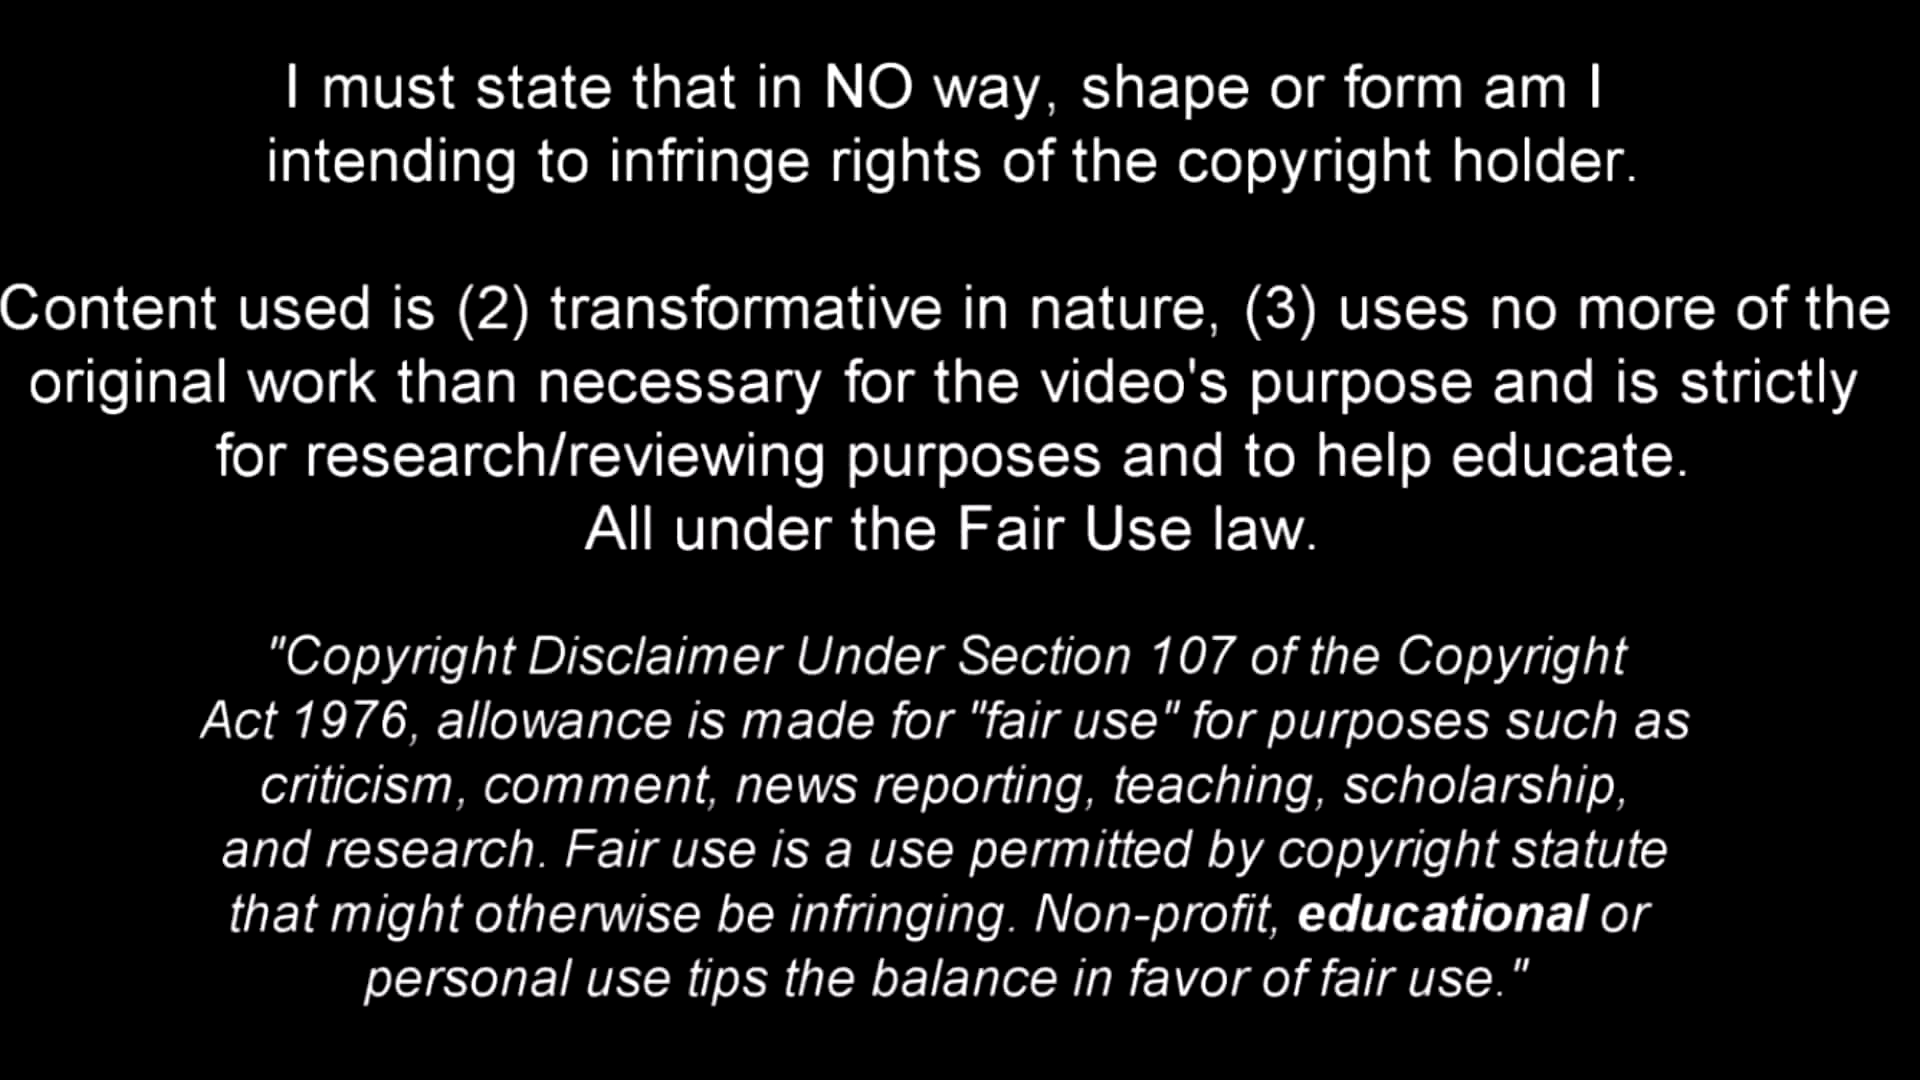 I must state that in NO way, shape or form am I
intending to infringe rights of the copyright holder.
Content used is (2) transformative in nature, (3) uses no more of the
original work than necessary for the video's purpose and is strictly
for research/reviewing purposes and to help educate.
All under the Fair Use law.
"Copyright Disclaimer Under Section 107 of the Copyright
Act 1976, allowance is made for "fair use" for purposes such as
criticism, comment, news reporting, teaching, scholarship,
and research. Fair use is a use permitted by copyright statute
that might otherwise be infringing. Non-profit, educational or
personal use tips the balance in favor of fair use."